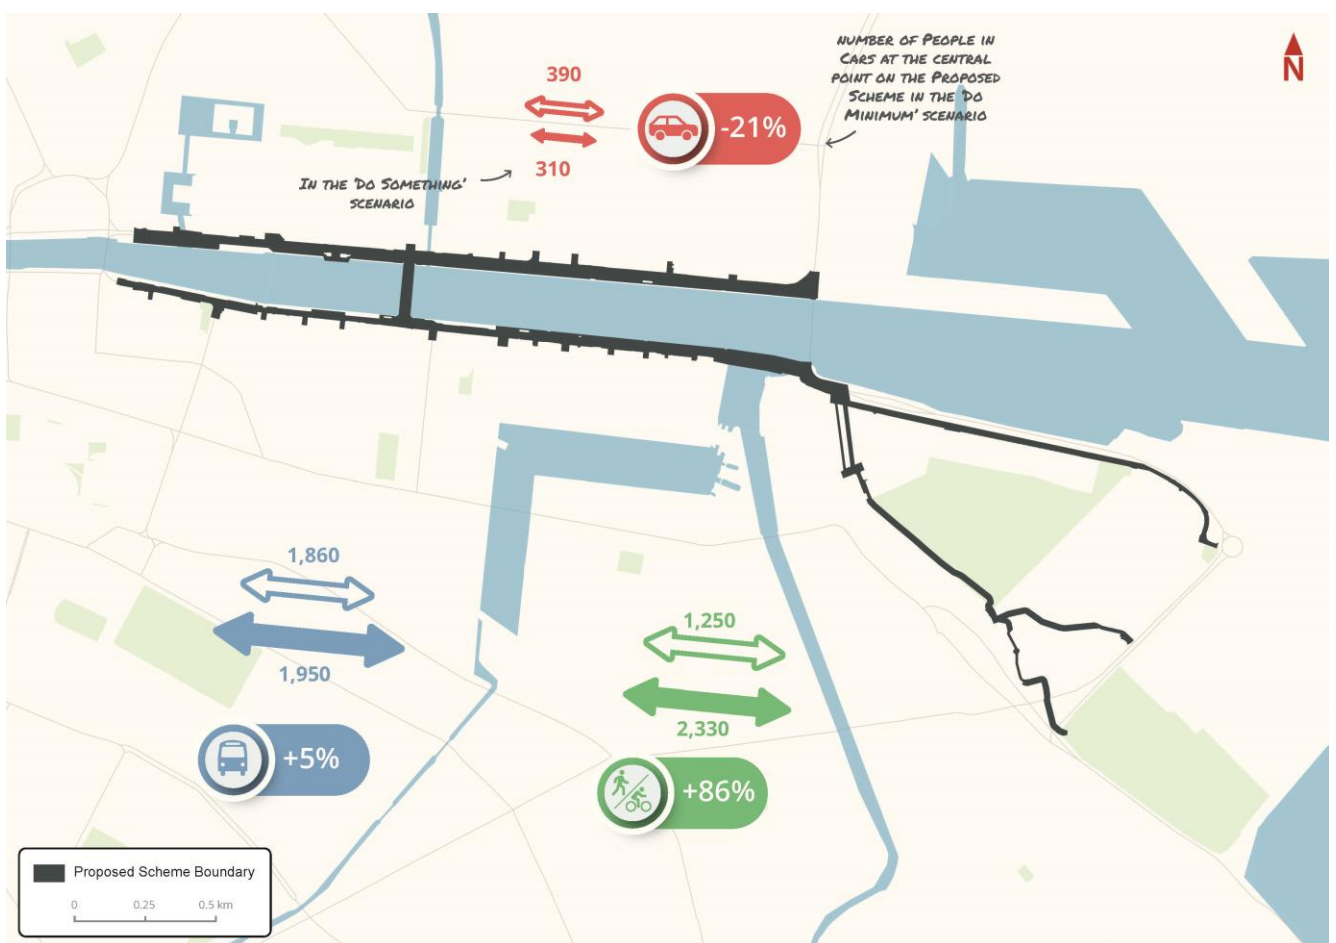 NUMBER OF PEOPLE IN
CARS AT THE CENTRAL
POINT ON THE PROPOSED
SCHEME IN THE 'DO
MINIMUM' SCENARIO
N
390
-21%
310
IN THE 'DO SOMETHING'
SCENARIO
1,860
1,950
+5%
1,250
2,330
+86%
Proposed Scheme Boundary
0 0.25 0.5 km